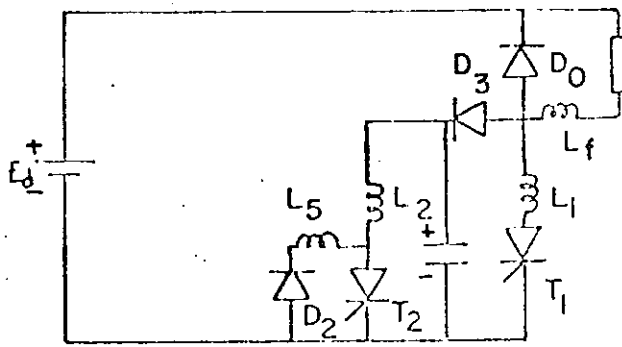 D3
D0
Lf
+
Ed
-
L5
L2
+
-
L1
D2
T2
T1